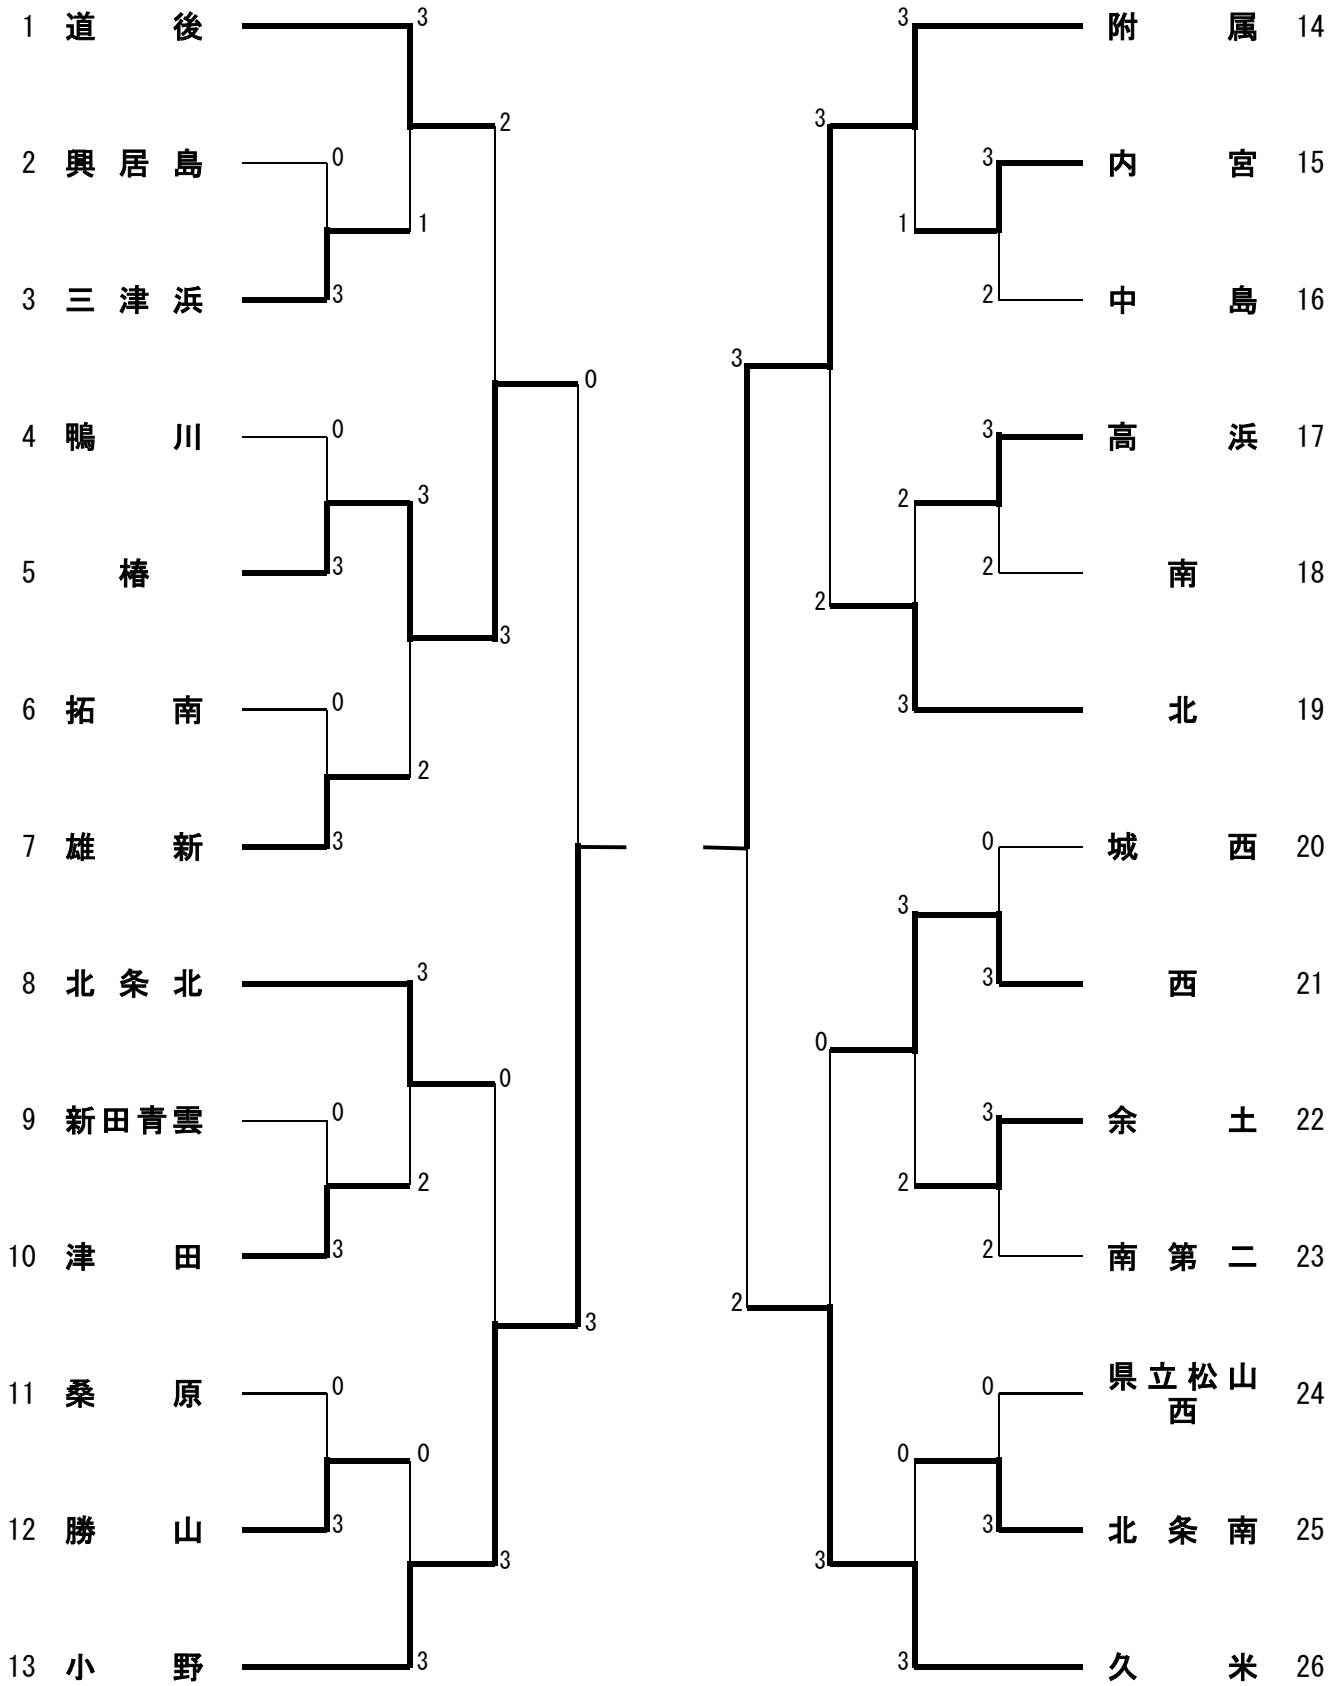 1 道後 3
3 附属 14
2
3
2 興居島 0
3 内宮 15
1
1
3 三津浜 3
2 中島 16
0
3
4 鴨川 0
3 高浜 17
3
2
5 椿 3
2 南 18
3
2
6 拓南 0
3 北 19
2
7 雄新 3
0 城西 20
3
8 北条北 3
3 西 21
0
0
9 新田青雲 0
3 余土 22
2
2
10 津田 3
2 南第二 23
3
2
11 桑原 0
0 県立松山
西 24
0
0
12 勝山 3
3 北条南 25
3
3
13 小野 3
3 久米 26